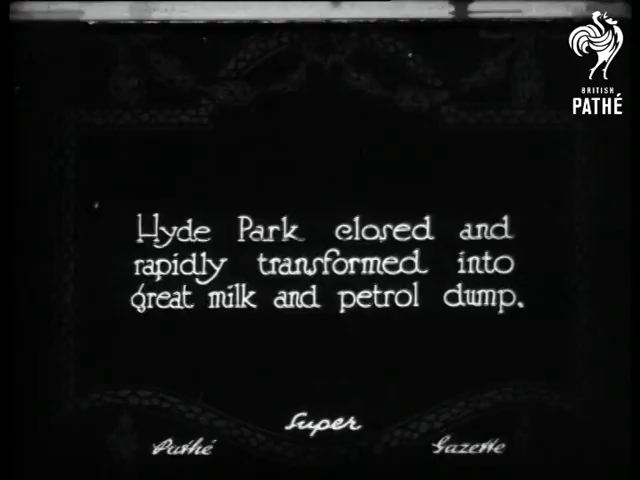 BRITISH
PATHÉ
Hyde Park closed and
rapidly transformed into
great milk and petrol dump.
Super
Pathé Gazette